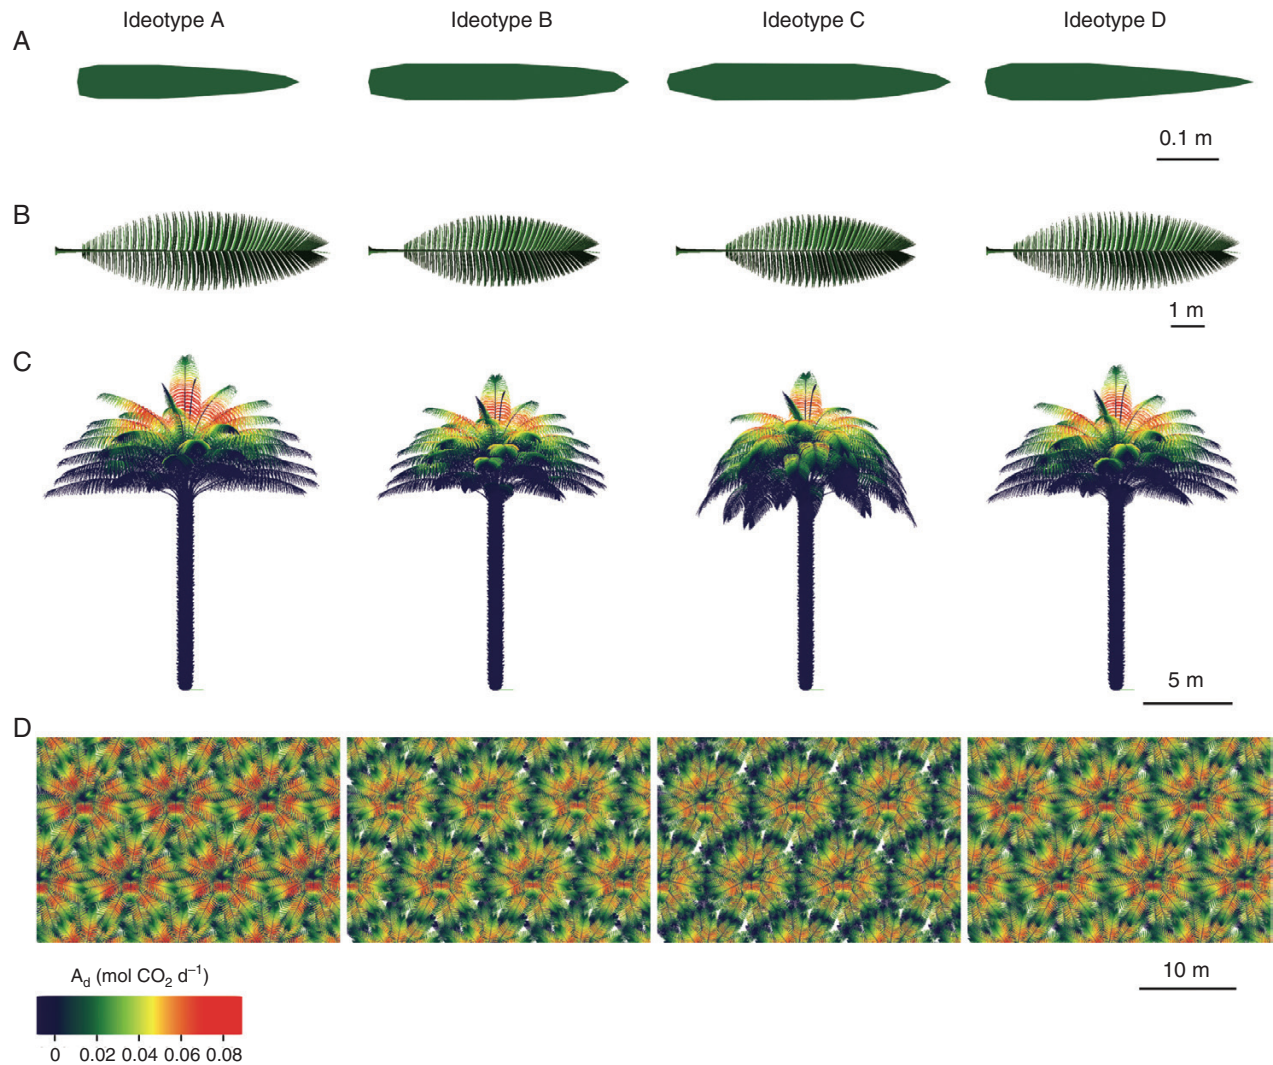 Ideotype A
Ideotype B
Ideotype C
Ideotype D
A
0.1 m
B
1 m
C
5 m
D
10 m
A_d (mol CO₂ d⁻¹)
0 0.02 0.04 0.06 0.08